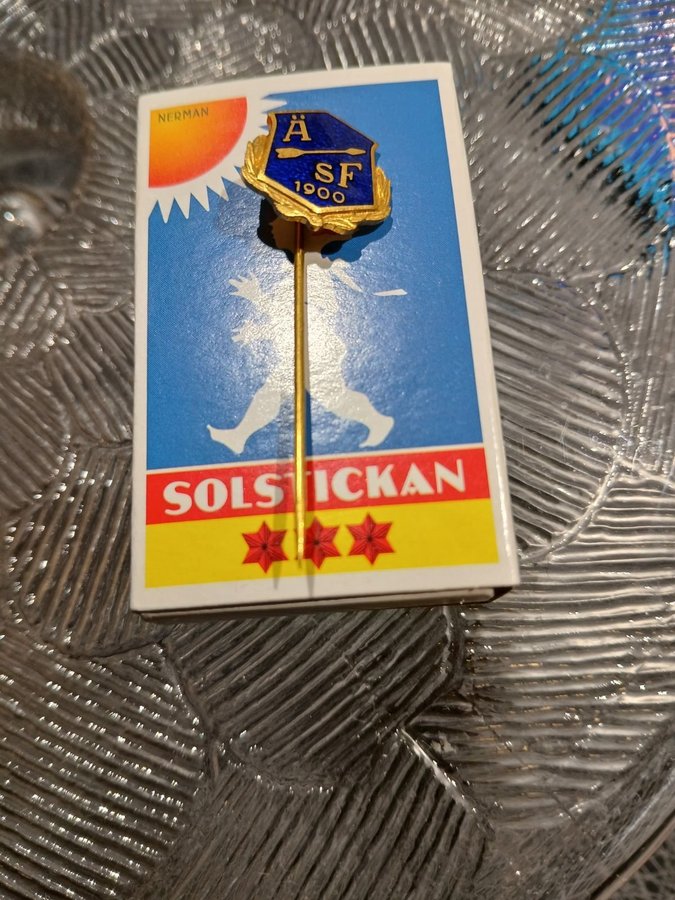 NERMAN
Ä
SF
1900
SOLSTICKAN